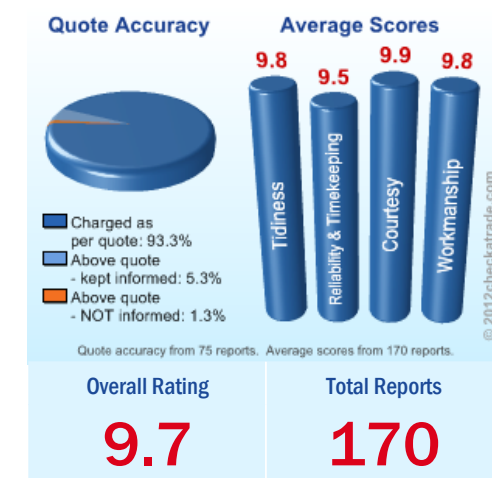 Quote Accuracy
Charged as
per quote: 93.3%
Above quote
- kept informed: 5.3%
Above quote
- NOT informed: 1.3%
Average Scores
9.8
9.5
9.9
9.8
Tidiness
Reliability & Timekeeping
Courtesy
Workmanship
© 2012checkatrade.com
Quote accuracy from 75 reports. Average scores from 170 reports.
Overall Rating
9.7
Total Reports
170